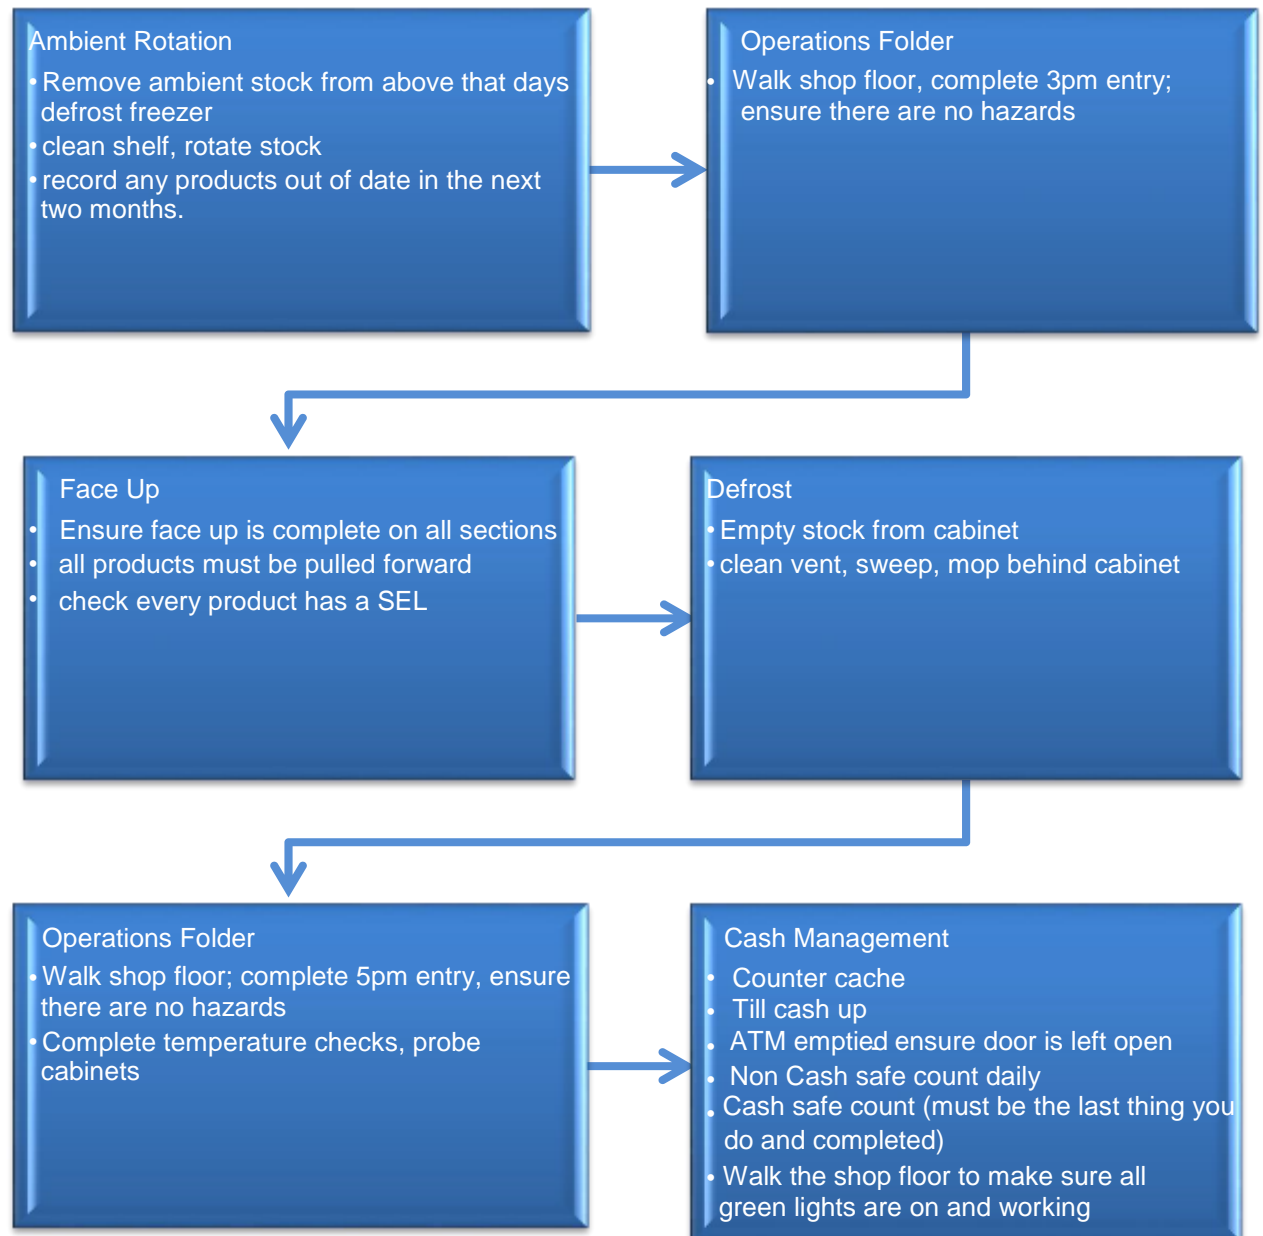 Ambient Rotation
• Remove ambient stock from above that days
defrost freezer
• clean shelf, rotate stock
• record any products out of date in the next
two months.
Operations Folder
• Walk shop floor, complete 3pm entry;
ensure there are no hazards
Face Up
• Ensure face up is complete on all sections
• all products must be pulled forward
• check every product has a SEL
Defrost
• Empty stock from cabinet
• clean vent, sweep, mop behind cabinet
Operations Folder
• Walk shop floor; complete 5pm entry, ensure
there are no hazards
• Complete temperature checks, probe
cabinets
Cash Management
• Counter cache
• Till cash up
• ATM emptied ensure door is left open
• Non Cash safe count daily
• Cash safe count (must be the last thing you
do and completed)
• Walk the shop floor to make sure all
green lights are on and working